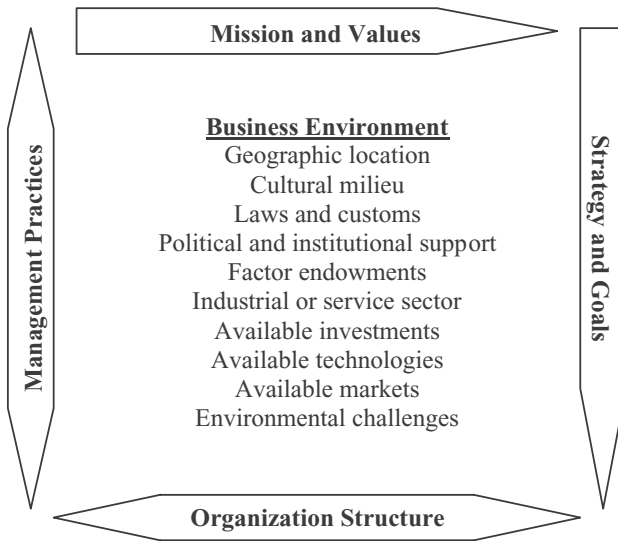 Mission and Values
Management Practices
Business Environment
Geographic location
Cultural milieu
Laws and customs
Political and institutional support
Factor endowments
Industrial or service sector
Available investments
Available technologies
Available markets
Environmental challenges
Strategy and Goals
Organization Structure